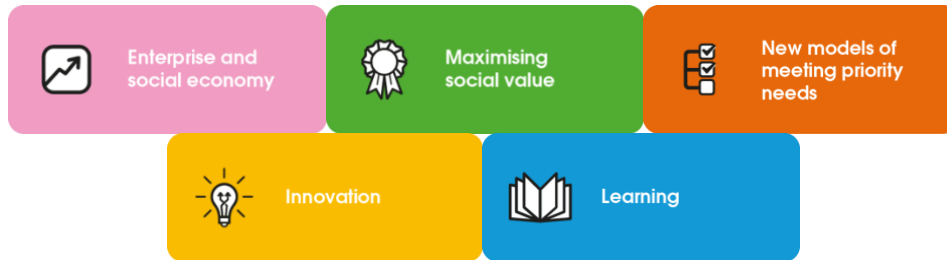 Enterprise and
social economy
Maximising
social value
New models of
meeting priority
needs
Innovation
Learning